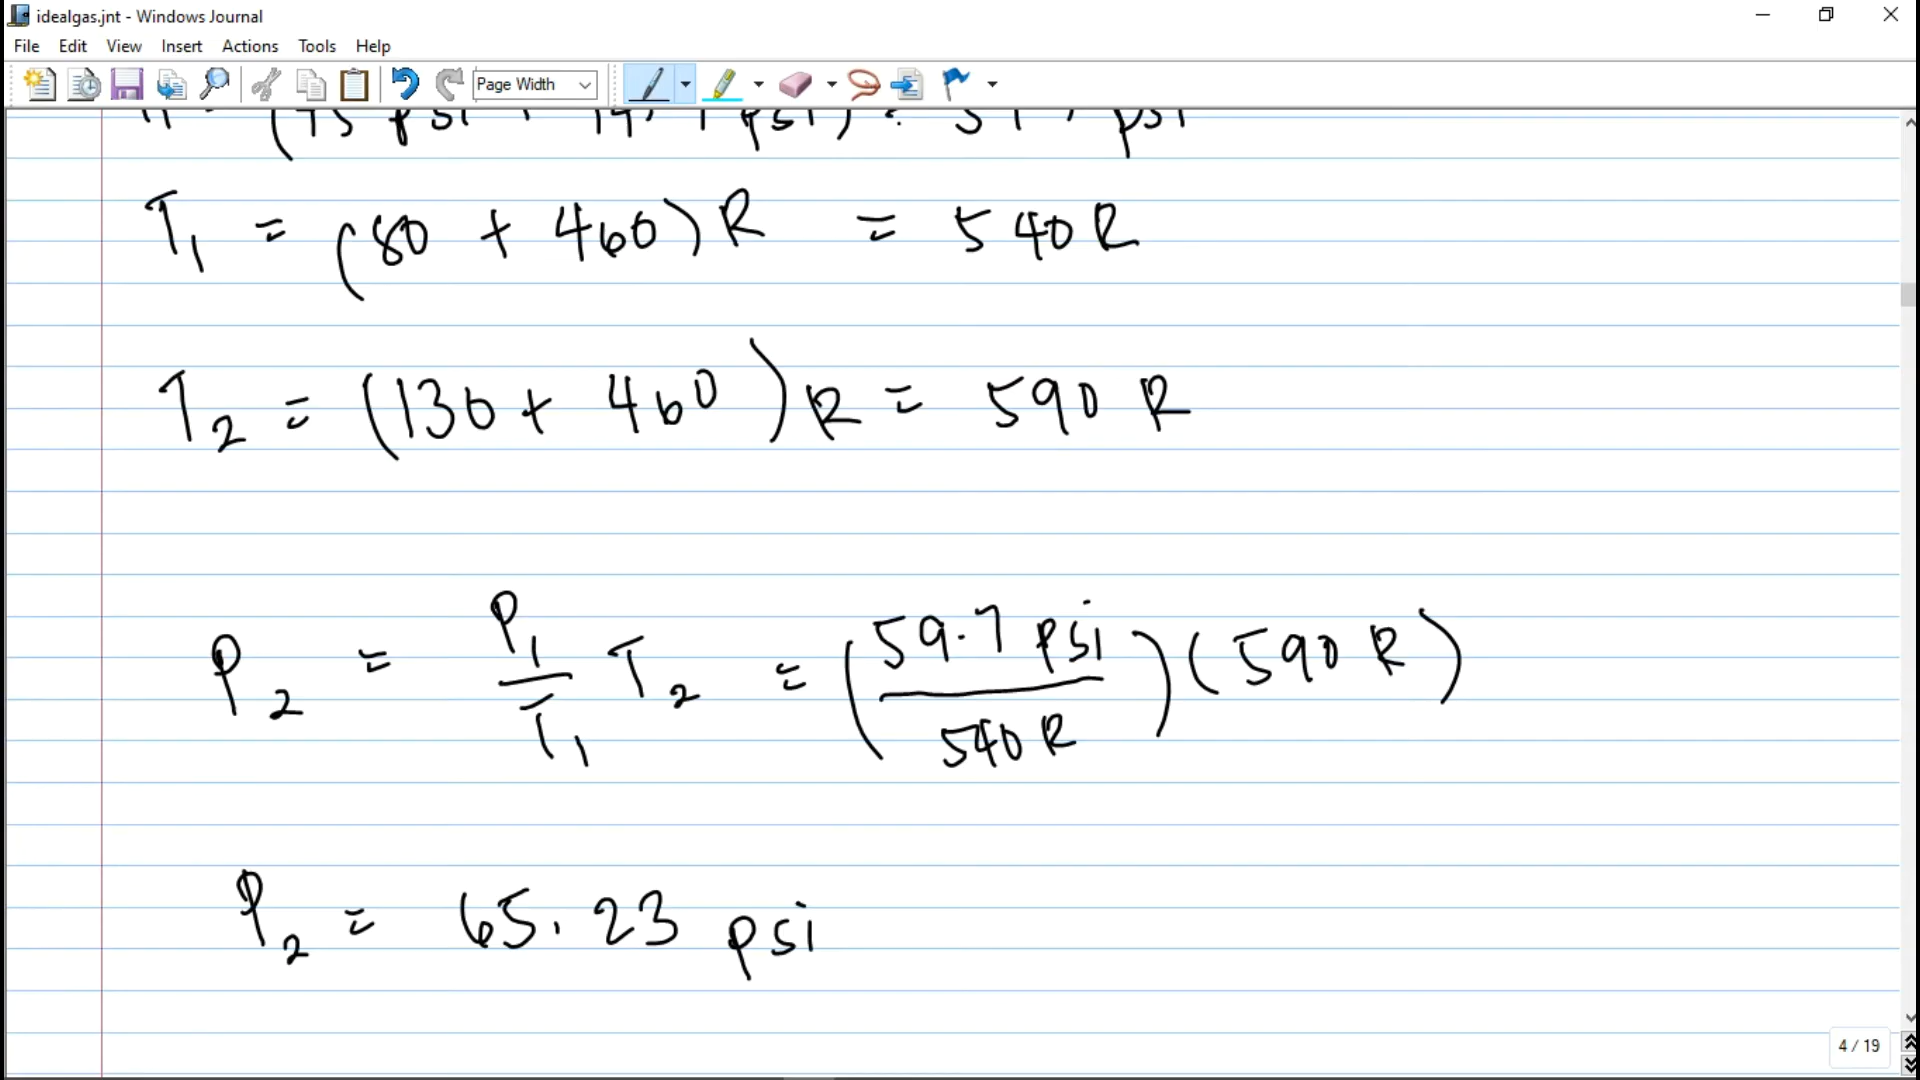 idealgas.jnt - Windows Journal
File Edit View Insert Actions Tools Help
Page Width
T₁ = (80 + 460) R = 540 R
T₂ = (130 + 460) R = 590 R
P₂ = P₁/T₁ T₂ = (59.7 psi / 540 R) (590 R)
P₂ = 65.23 psi
4 / 19